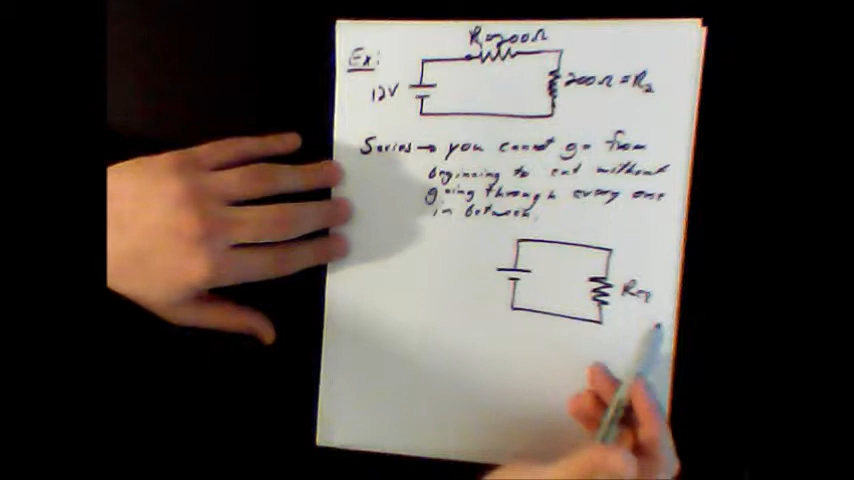 Ex:
R₁=200Ω
12V
200Ω=R₂
Series→ you cannot go from
beginning to end without
going through every one
in between.